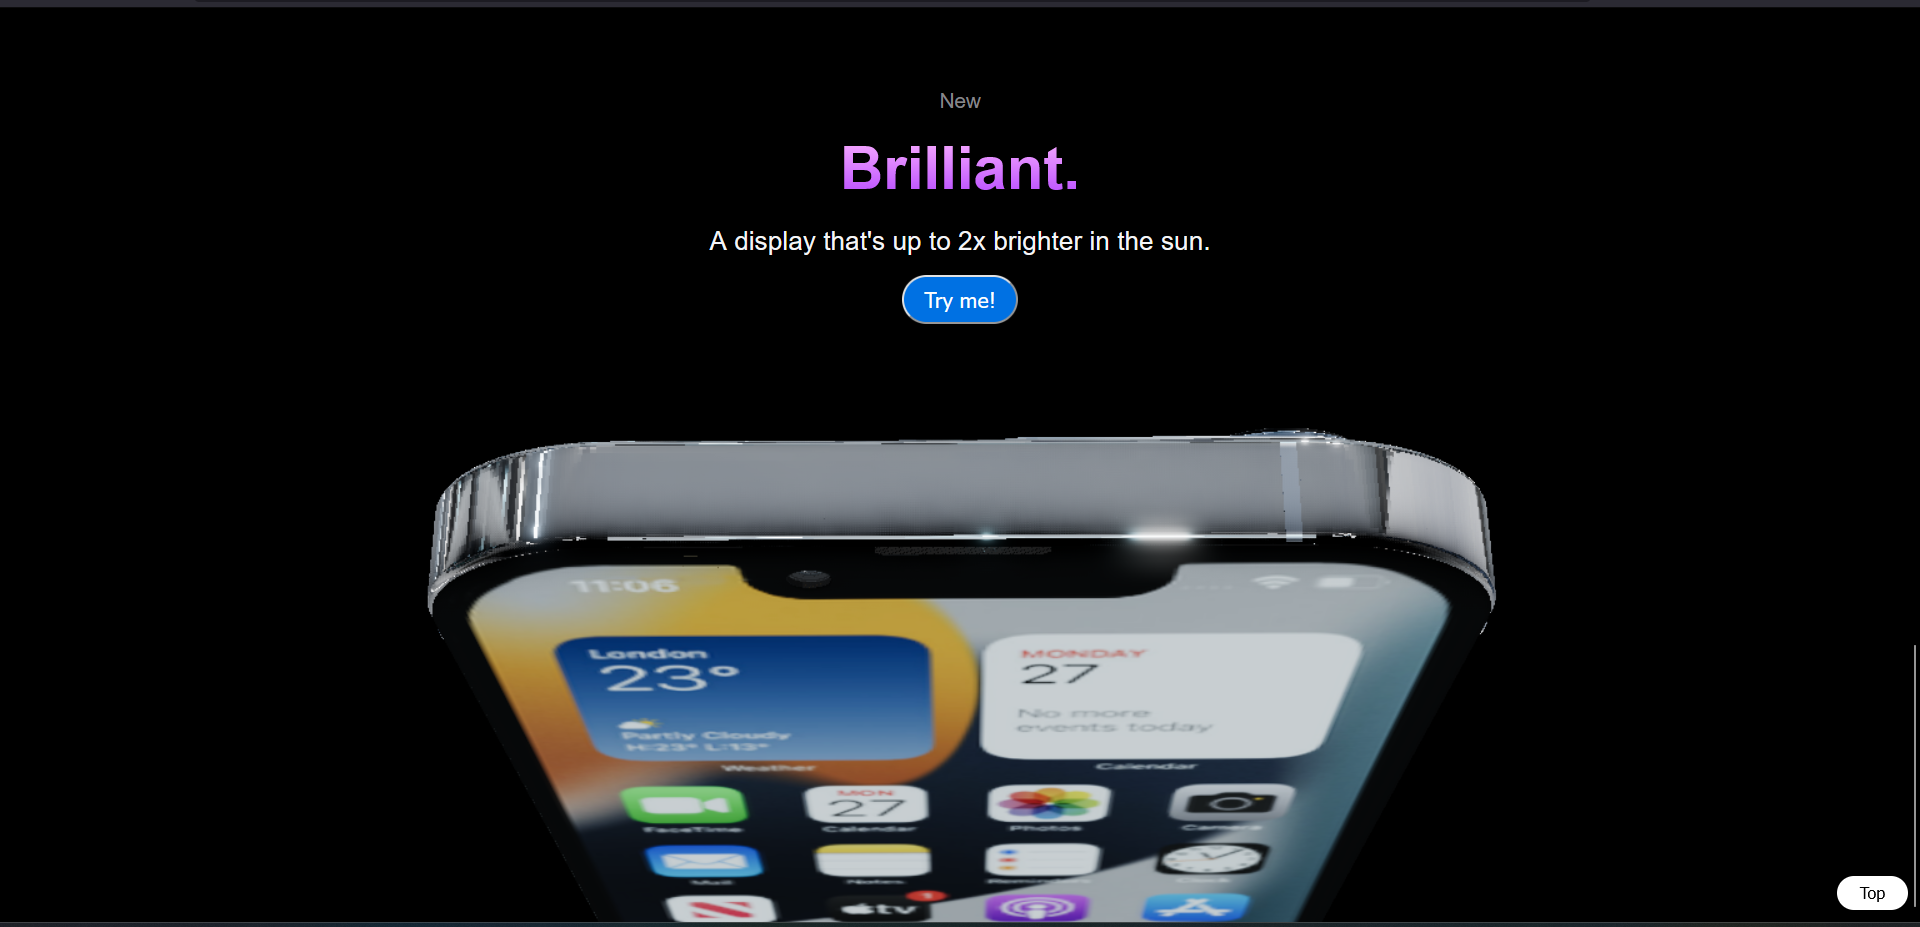 New
Brilliant.
A display that's up to 2x brighter in the sun.
Try me!
11:06
London
23°
Partly Cloudy
H:23° L:13°
Weather
MONDAY
27
No more
events today
Calendar
MON
27
FaceTime
Calendar
Photos
Camera
Mail
Notes
Reminders
Clock
1
tv
Top